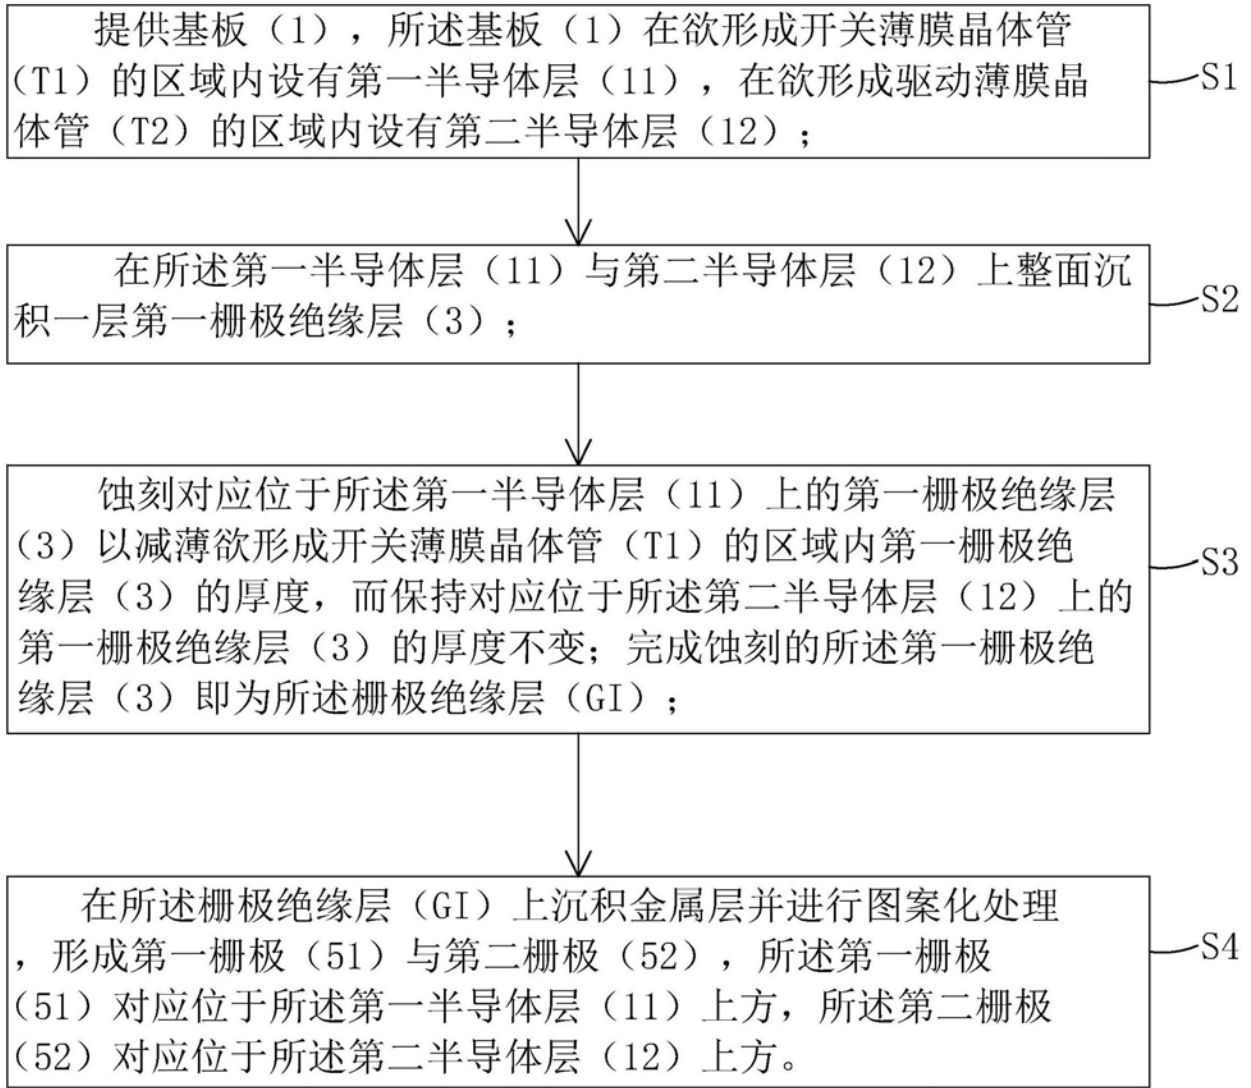 提供基板（1），所述基板（1）在欲形成开关薄膜晶体管
（T1）的区域内设有第一半导体层（11），在欲形成驱动薄膜晶
体管（T2）的区域内设有第二半导体层（12）；
S1
在所述第一半导体层（11）与第二半导体层（12）上整面沉
积一层第一栅极绝缘层（3）；
S2
蚀刻对应位于所述第一半导体层（11）上的第一栅极绝缘层
（3）以减薄欲形成开关薄膜晶体管（T1）的区域内第一栅极绝
缘层（3）的厚度，而保持对应位于所述第二半导体层（12）上的
第一栅极绝缘层（3）的厚度不变；完成蚀刻的所述第一栅极绝
缘层（3）即为所述栅极绝缘层（GI）；
S3
在所述栅极绝缘层（GI）上沉积金属层并进行图案化处理
，形成第一栅极（51）与第二栅极（52），所述第一栅极
（51）对应位于所述第一半导体层（11）上方，所述第二栅极
（52）对应位于所述第二半导体层（12）上方。
S4